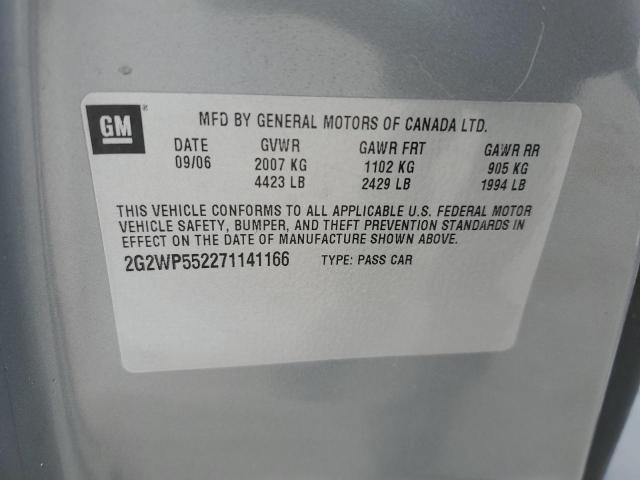 GM ®
MFD BY GENERAL MOTORS OF CANADA LTD.
DATE GVWR GAWR FRT GAWR RR
09/06 2007 KG 1102 KG 905 KG
4423 LB 2429 LB 1994 LB
THIS VEHICLE CONFORMS TO ALL APPLICABLE U.S. FEDERAL MOTOR
VEHICLE SAFETY, BUMPER, AND THEFT PREVENTION STANDARDS IN
EFFECT ON THE DATE OF MANUFACTURE SHOWN ABOVE.
2G2WP552271141166 TYPE: PASS CAR